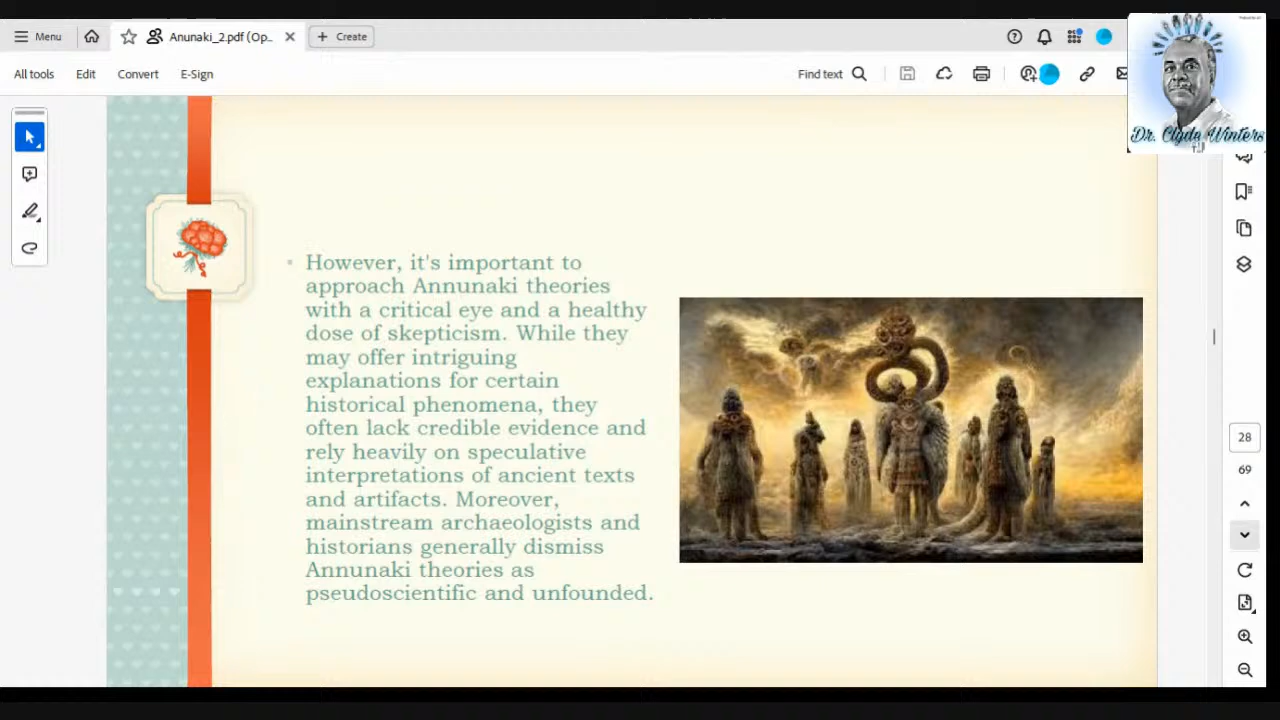 Menu
Anunaki_2.pdf (Op...
Create
All tools
Edit
Convert
E-Sign
Find text
Dr. Clyde Winters
However, it's important to
approach Annunaki theories
with a critical eye and a healthy
dose of skepticism. While they
may offer intriguing
explanations for certain
historical phenomena, they
often lack credible evidence and
rely heavily on speculative
interpretations of ancient texts
and artifacts. Moreover,
mainstream archaeologists and
historians generally dismiss
Annunaki theories as
pseudoscientific and unfounded.
28
69